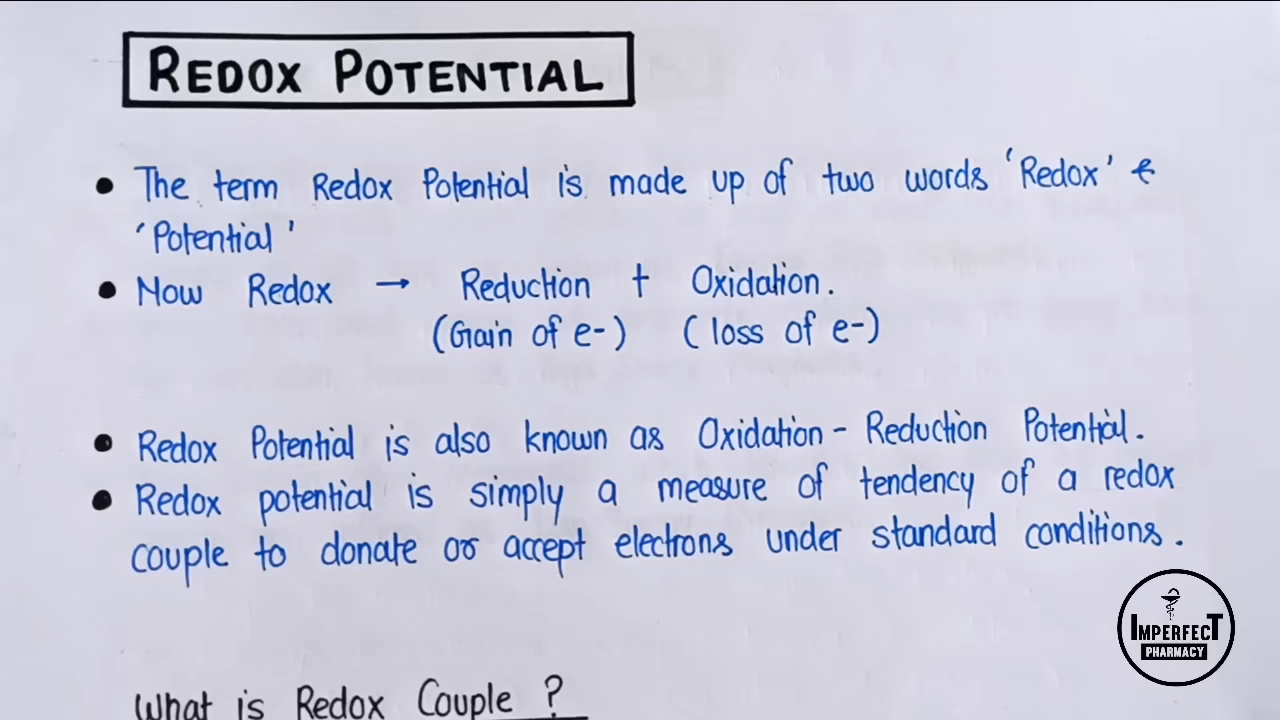 REDOX POTENTIAL
• The term Redox Potential is made up of two words 'Redox' &
'Potential'
• Now Redox → Reduction + Oxidation.
(Gain of e-) (loss of e-)
• Redox Potential is also known as Oxidation - Reduction Potential.
• Redox potential is simply a measure of tendency of a redox
couple to donate or accept electrons under standard conditions.
IMPERFECT
PHARMACY
What is Redox Couple ?